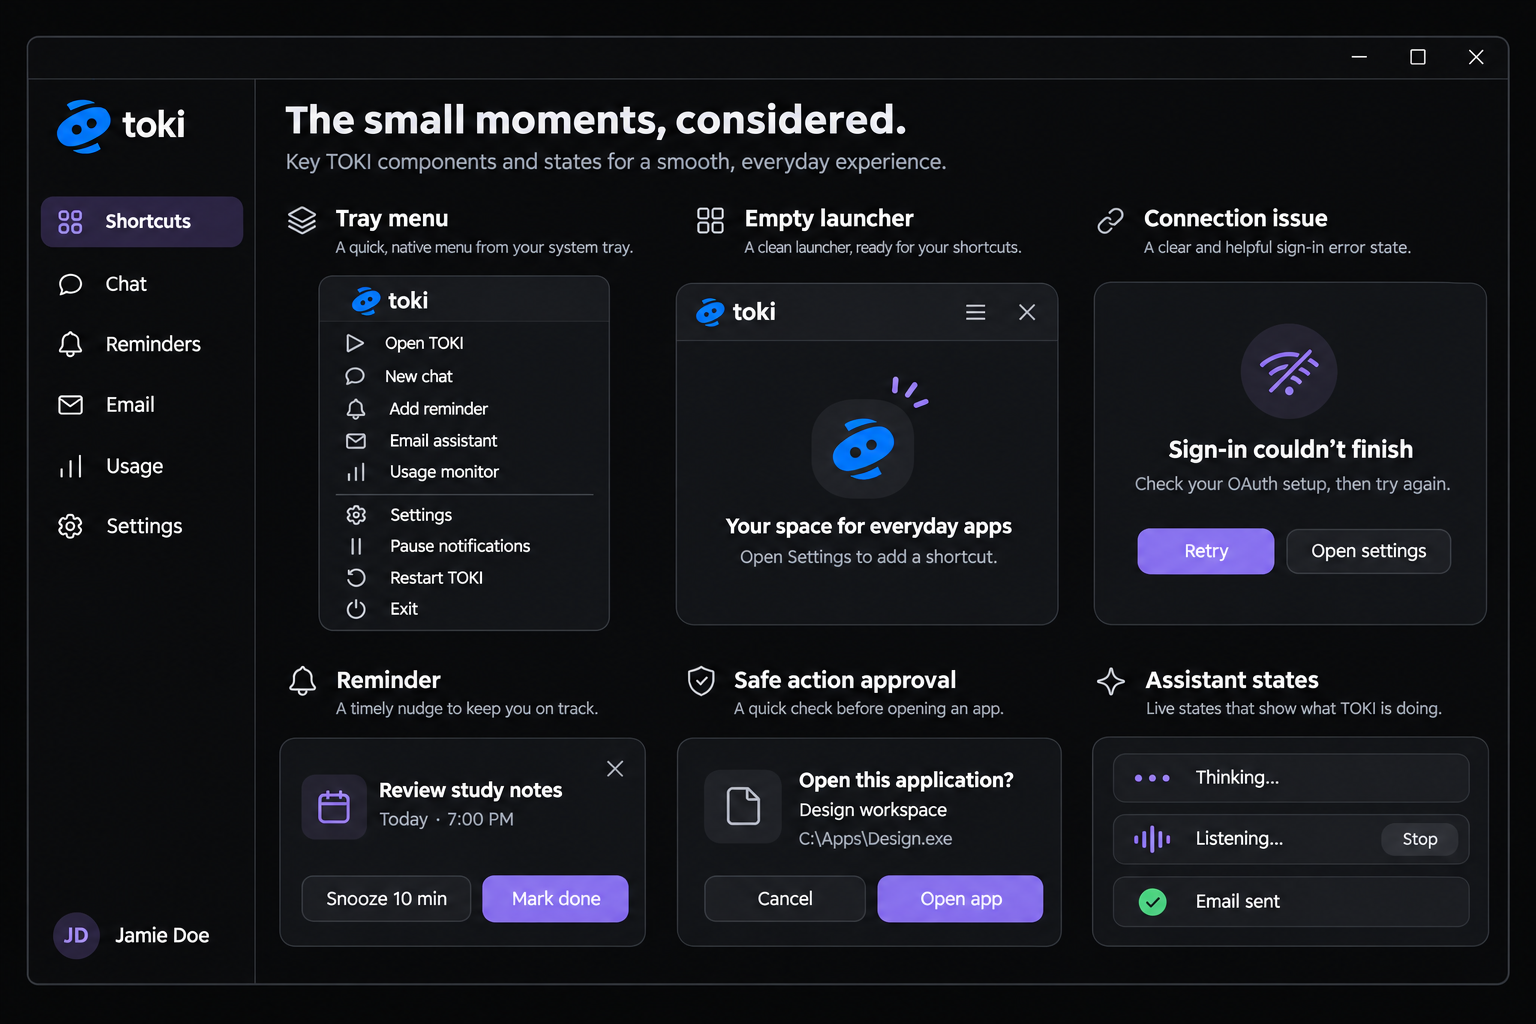 toki
Shortcuts
Chat
Reminders
Email
Usage
Settings
JD
Jamie Doe
The small moments, considered.
Key TOKI components and states for a smooth, everyday experience.
Tray menu
A quick, native menu from your system tray.
toki
Open TOKI
New chat
Add reminder
Email assistant
Usage monitor
Settings
Pause notifications
Restart TOKI
Exit
Empty launcher
A clean launcher, ready for your shortcuts.
toki
Your space for everyday apps
Open Settings to add a shortcut.
Connection issue
A clear and helpful sign-in error state.
Sign-in couldn’t finish
Check your OAuth setup, then try again.
Retry
Open settings
Reminder
A timely nudge to keep you on track.
Review study notes
Today · 7:00 PM
Snooze 10 min
Mark done
Safe action approval
A quick check before opening an app.
Open this application?
Design workspace
C:\Apps\Design.exe
Cancel
Open app
Assistant states
Live states that show what TOKI is doing.
Thinking...
Listening...
Stop
Email sent